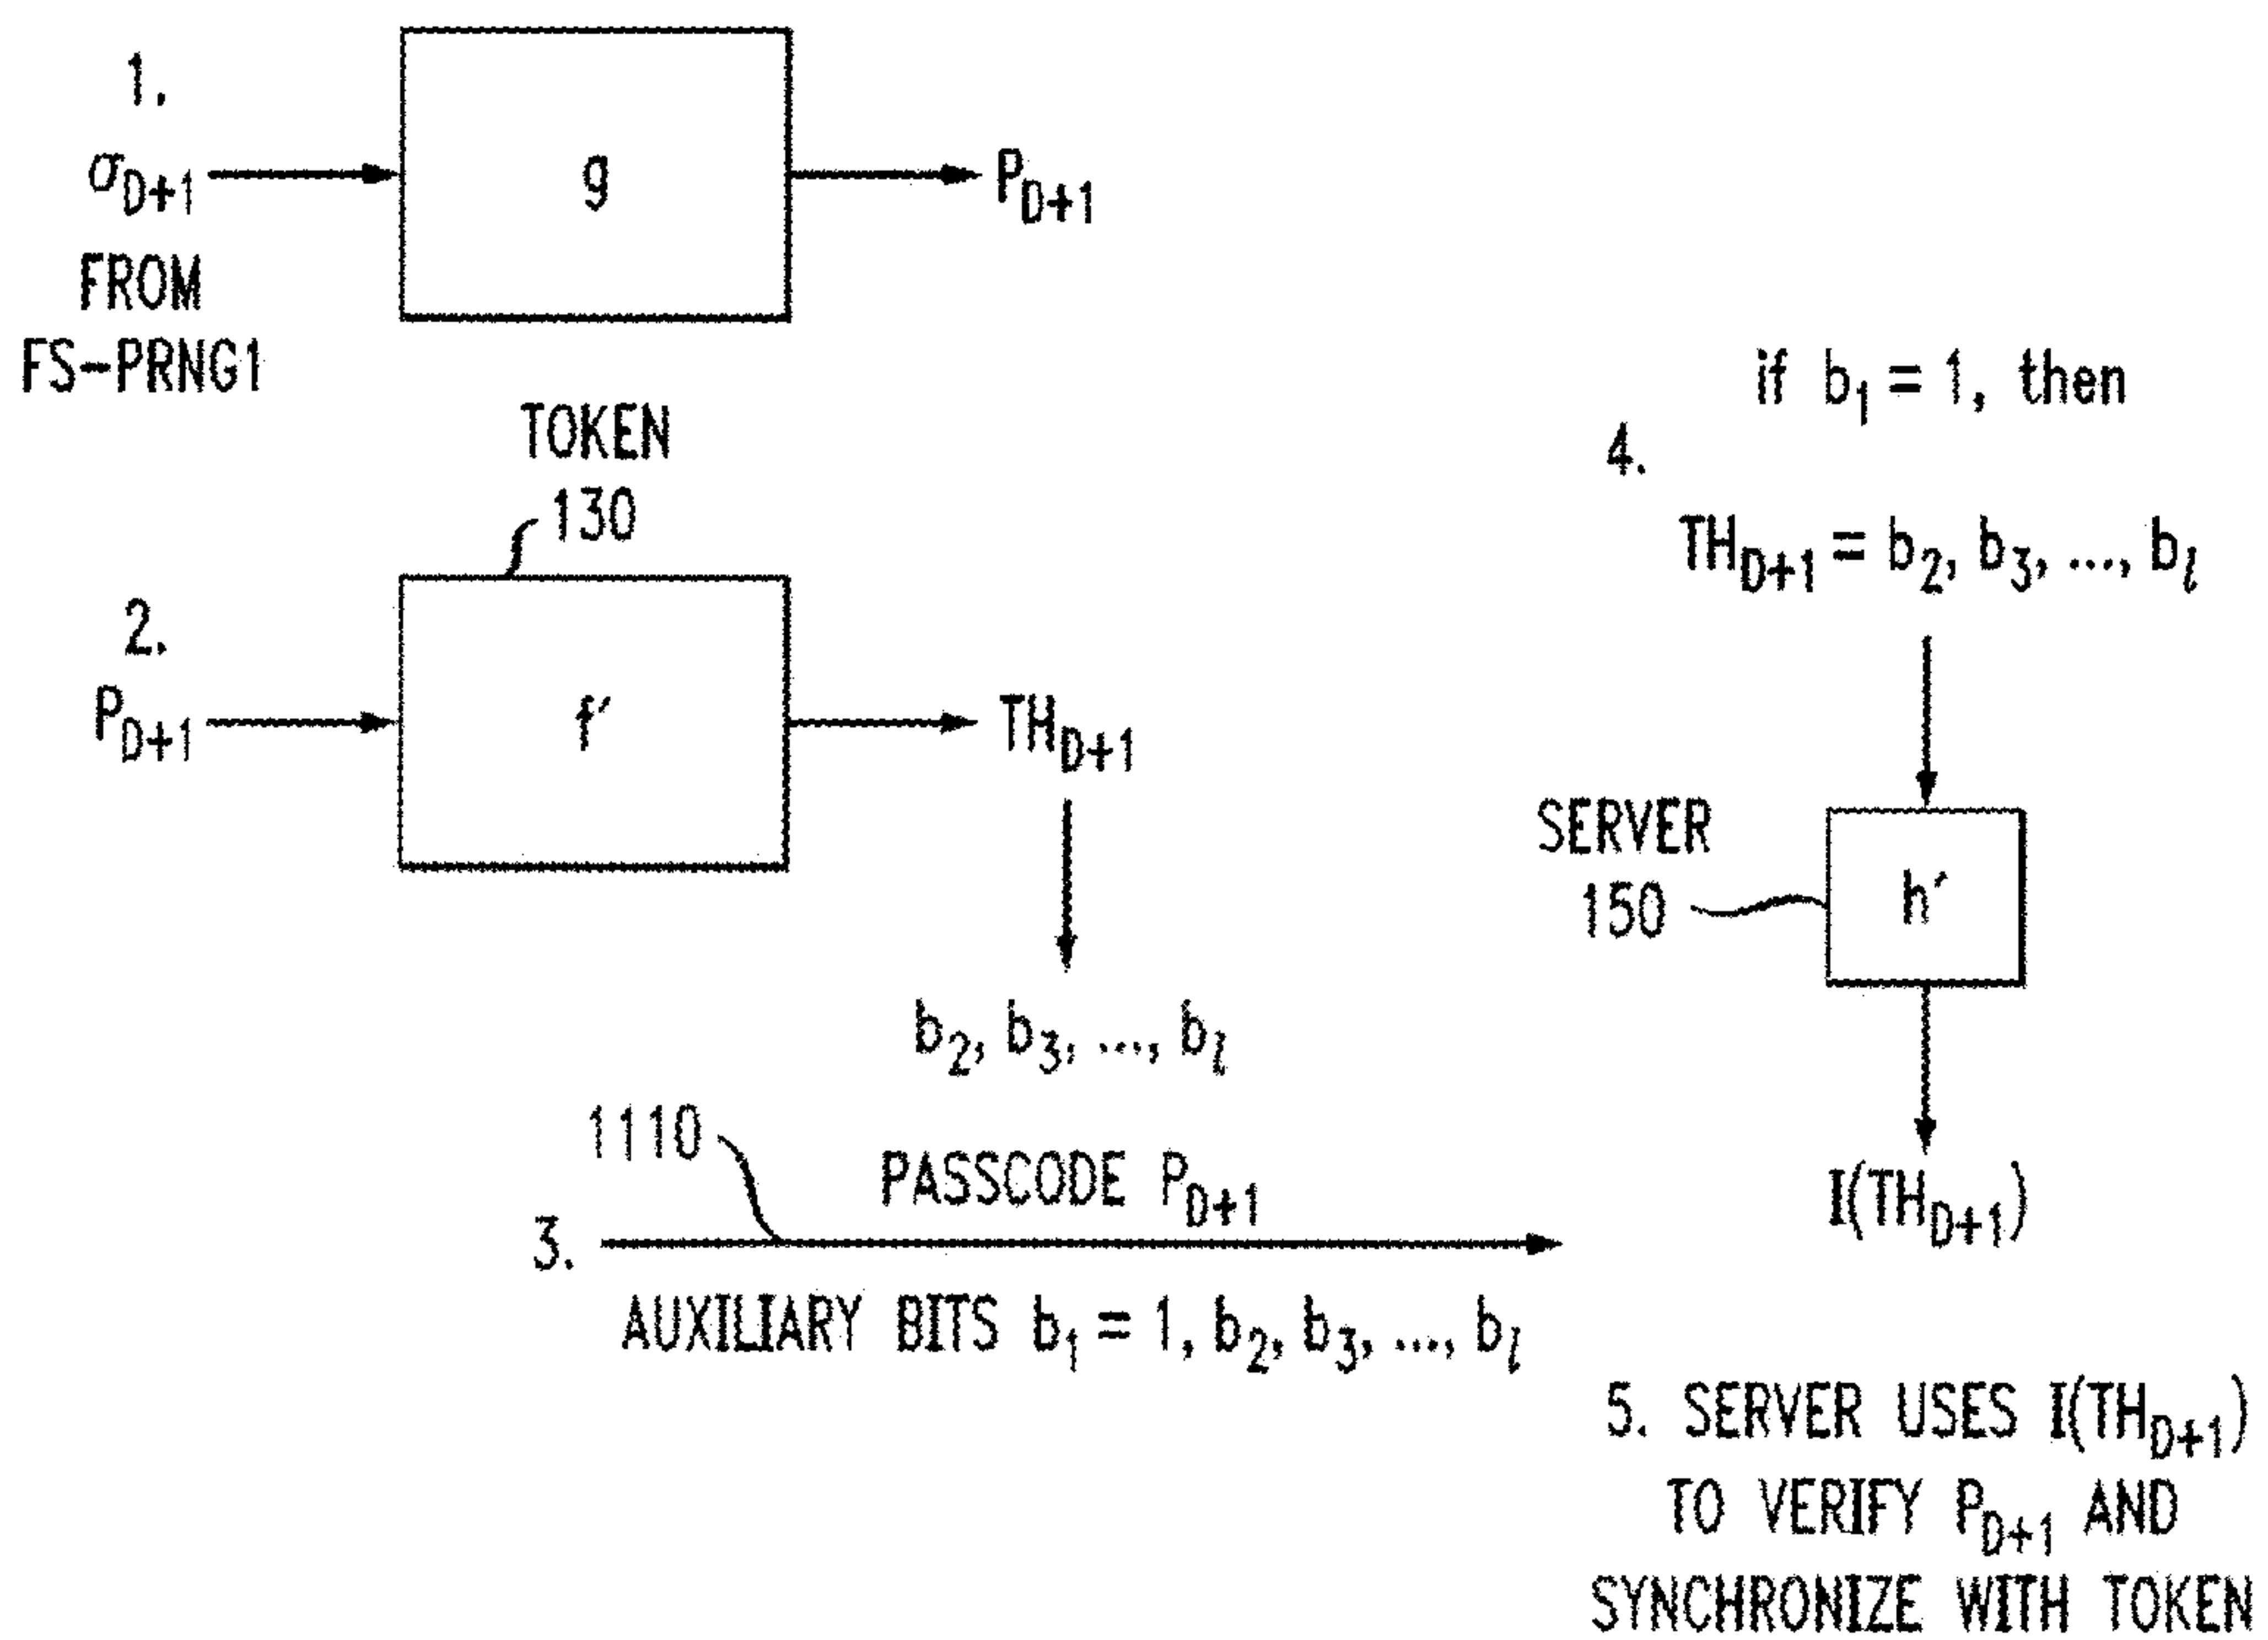 1.
σD+1
g
PD+1
FROM
FS-PRNG1
TOKEN
130
2.
PD+1
f′
THD+1
b2, b3, ..., bl
1110
PASSCODE PD+1
3.
AUXILIARY BITS b1 = 1, b2, b3, ..., bl
if b1 = 1, then
4.
THD+1 = b2, b3, ..., bl
SERVER
150
h′
I(THD+1)
5. SERVER USES I(THD+1)
TO VERIFY PD+1 AND
SYNCHRONIZE WITH TOKEN